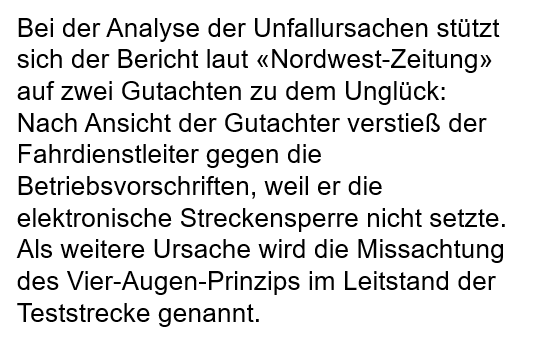 Bei der Analyse der Unfallursachen stützt
sich der Bericht laut «Nordwest-Zeitung»
auf zwei Gutachten zu dem Unglück:
Nach Ansicht der Gutachter verstieß der
Fahrdienstleiter gegen die
Betriebsvorschriften, weil er die
elektronische Streckensperre nicht setzte.
Als weitere Ursache wird die Missachtung
des Vier-Augen-Prinzips im Leitstand der
Teststrecke genannt.